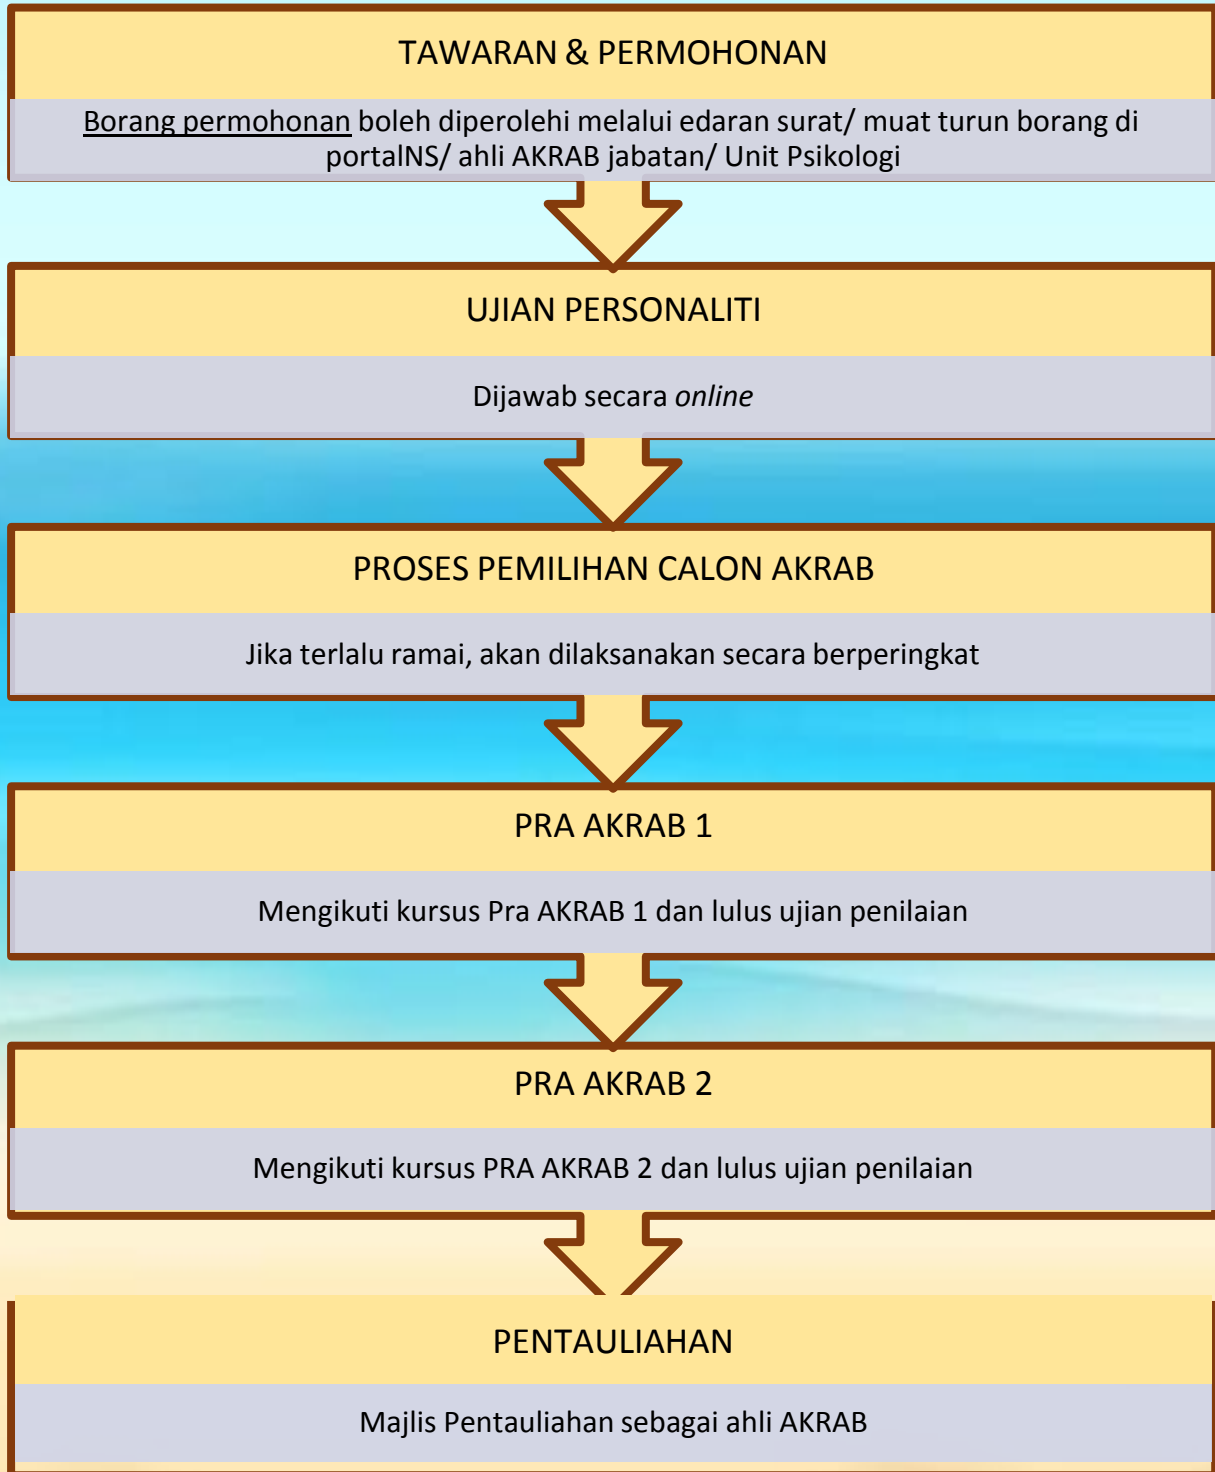 TAWARAN & PERMOHONAN
Borang permohonan boleh diperolehi melalui edaran surat/ muat turun borang di
portalNS/ ahli AKRAB jabatan/ Unit Psikologi
UJIAN PERSONALITI
Dijawab secara online
PROSES PEMILIHAN CALON AKRAB
Jika terlalu ramai, akan dilaksanakan secara berperingkat
PRA AKRAB 1
Mengikuti kursus Pra AKRAB 1 dan lulus ujian penilaian
PRA AKRAB 2
Mengikuti kursus PRA AKRAB 2 dan lulus ujian penilaian
PENTAULIAHAN
Majlis Pentauliahan sebagai ahli AKRAB